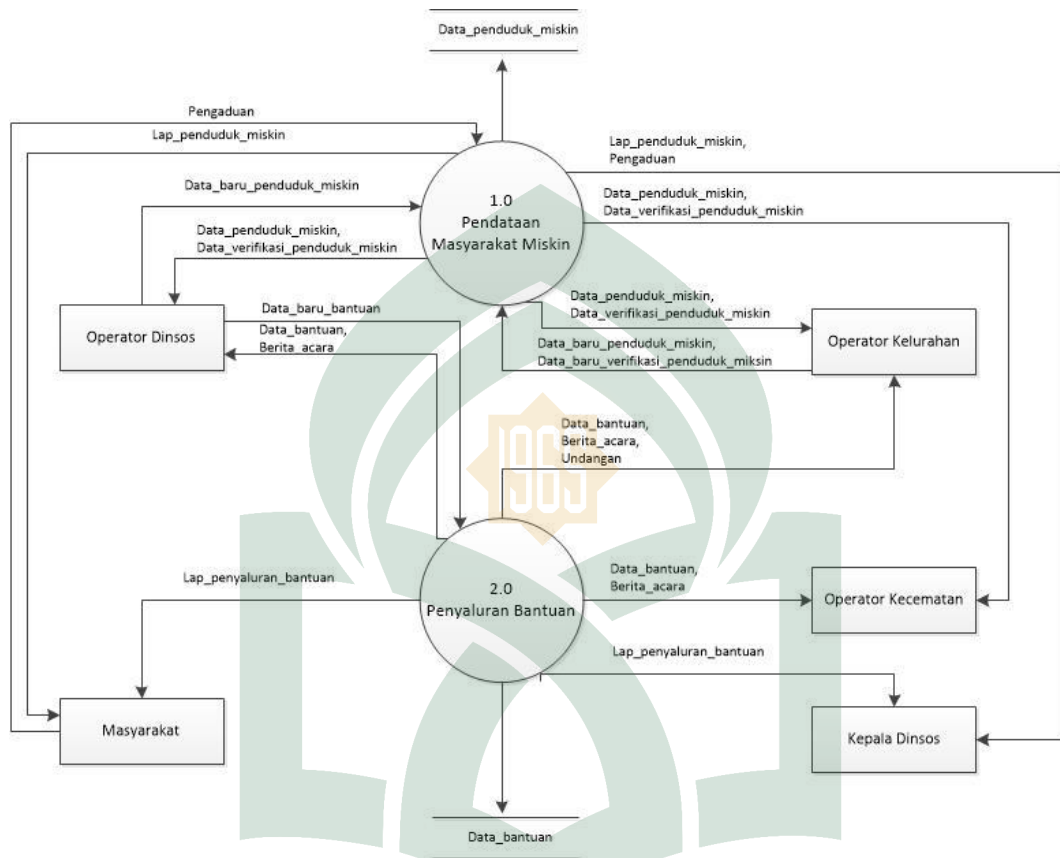 Data_penduduk_miskin
Pengaduan
Lap_penduduk_miskin
Lap_penduduk_miskin,
Pengaduan
Data_baru_penduduk_miskin
1.0
Pendataan
Masyarakat Miskin
Data_penduduk_miskin,
Data_verifikasi_penduduk_miskin
Data_penduduk_miskin,
Data_verifikasi_penduduk_miskin
Operator Dinsos
Data_baru_bantuan
Data_bantuan,
Berita_acara
Data_penduduk_miskin,
Data_verifikasi_penduduk_miskin
Data_baru_penduduk_miskin,
Data_baru_verifikasi_penduduk_miksin
Operator Kelurahan
Data_bantuan,
Berita_acara,
Undangan
1965
Lap_penyaluran_bantuan
2.0
Penyaluran Bantuan
Data_bantuan,
Berita_acara
Operator Kecematan
Lap_penyaluran_bantuan
Masyarakat
Kepala Dinsos
Data_bantuan